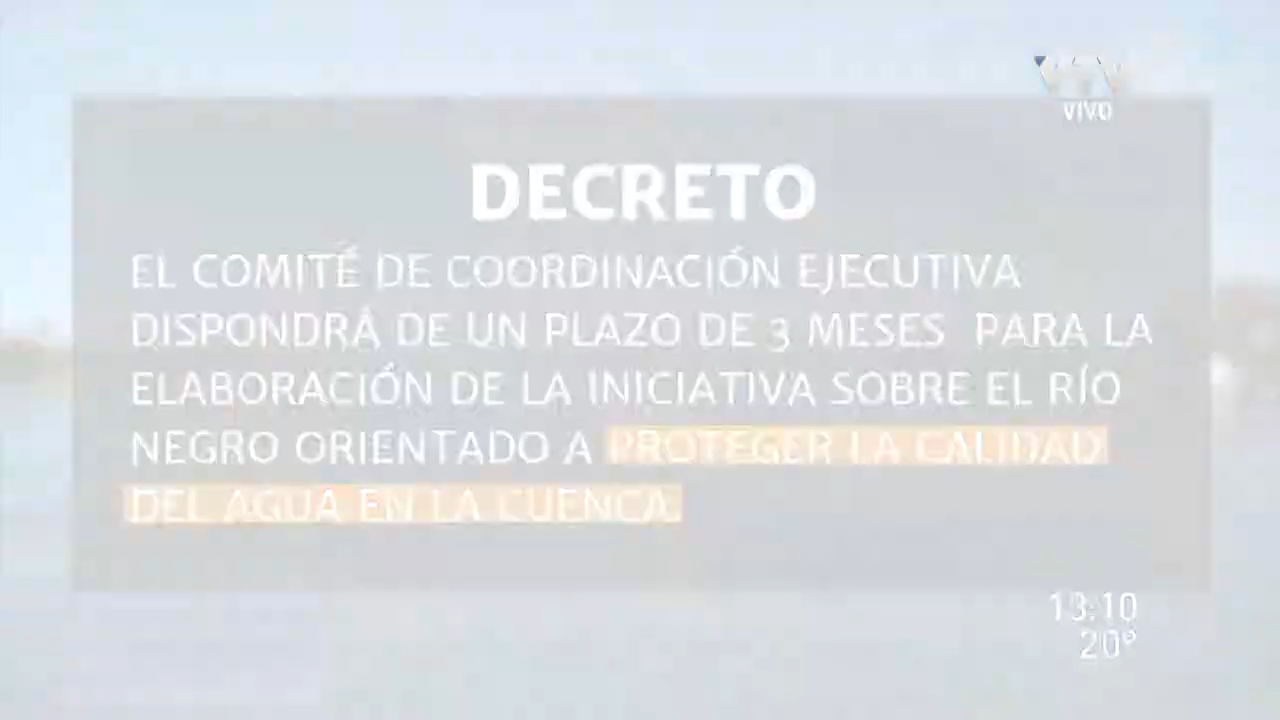 VTV
VIVO
DECRETO
EL COMITÉ DE COORDINACIÓN EJECUTIVA
DISPONDRÁ DE UN PLAZO DE 3 MESES PARA LA
ELABORACIÓN DE LA INICIATIVA SOBRE EL RÍO
NEGRO ORIENTADO A PROTEGER LA CALIDAD
DEL AGUA EN LA CUENCA.
13:10
20°